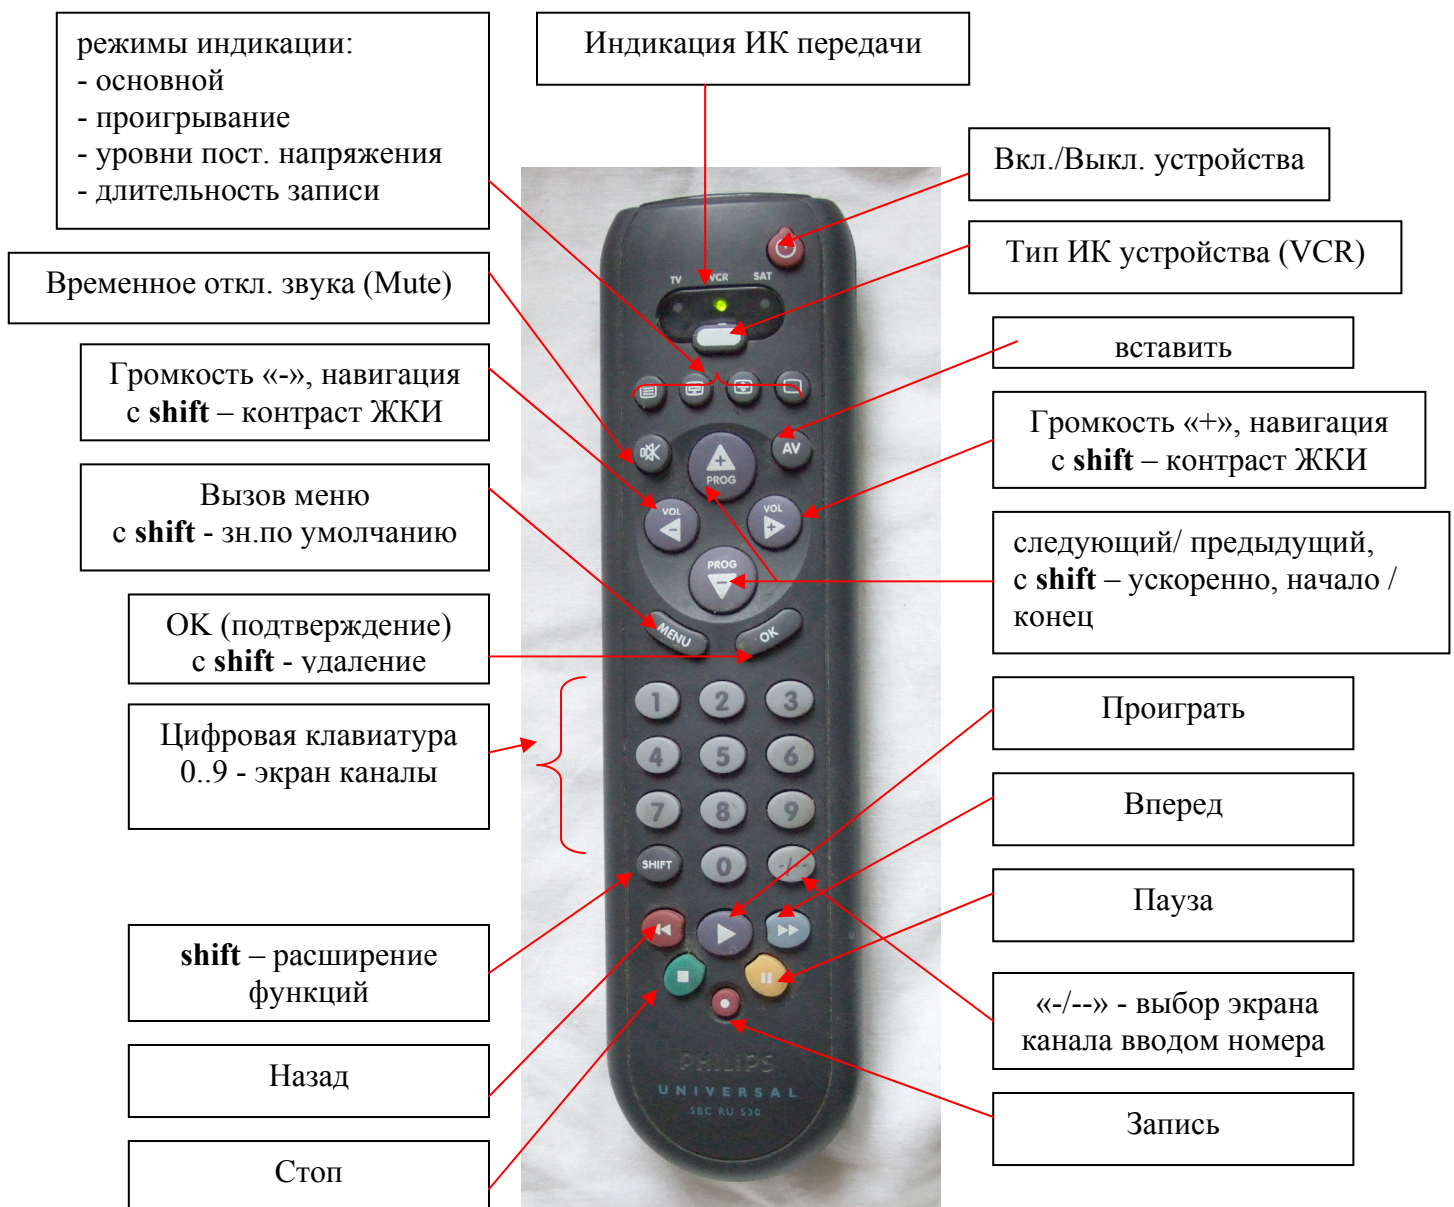 режимы индикации:
- основной
- проигрывание
- уровни пост. напряжения
- длительность записи
Индикация ИК передачи
Вкл./Выкл. устройства
Тип ИК устройства (VCR)
Временное откл. звука (Mute)
вставить
Громкость «-», навигация
с shift – контраст ЖКИ
Громкость «+», навигация
с shift – контраст ЖКИ
Вызов меню
с shift - зн.по умолчанию
следующий/ предыдущий,
с shift – ускоренно, начало /
конец
OK (подтверждение)
с shift - удаление
Цифровая клавиатура
0..9 - экран каналы
Проиграть
Вперед
Пауза
shift – расширение
функций
«-/--» - выбор экрана
канала вводом номера
Назад
Запись
Стоп
TV VCR SAT
AV
+
PROG
VOL
-
VOL
+
PROG
-
MENU
OK
1 2 3
4 5 6
7 8 9
SHIFT 0 -/--
PHILIPS
UNIVERSAL
SBC RU 530